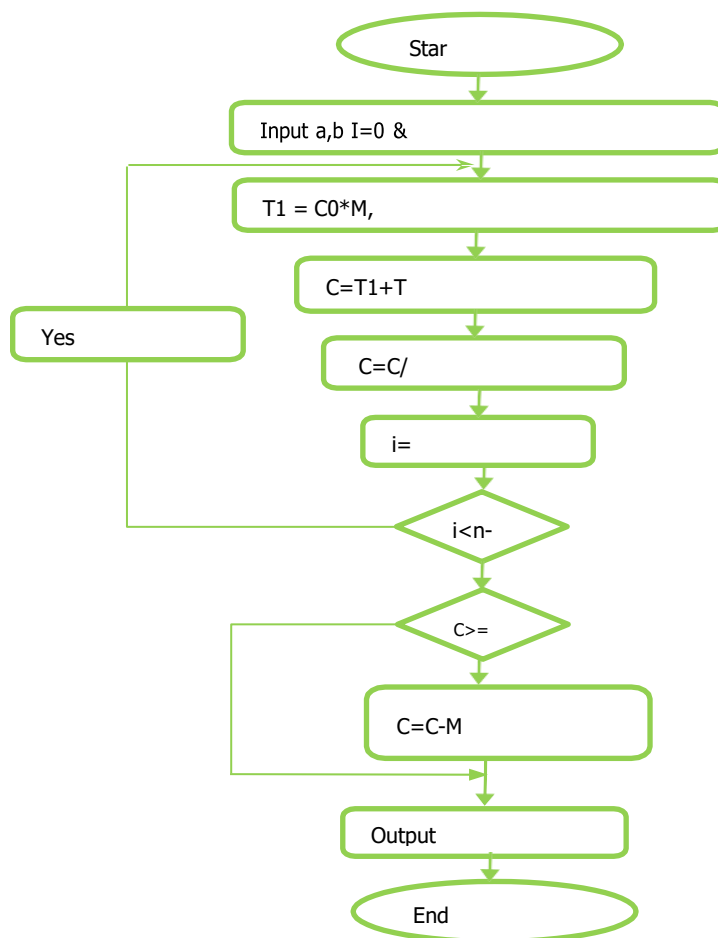 Star
Input a,b I=0 &
T1 = C0*M,
C=T1+T
Yes
C=C/
i=
i<n-
C>=
C=C-M
Output
End